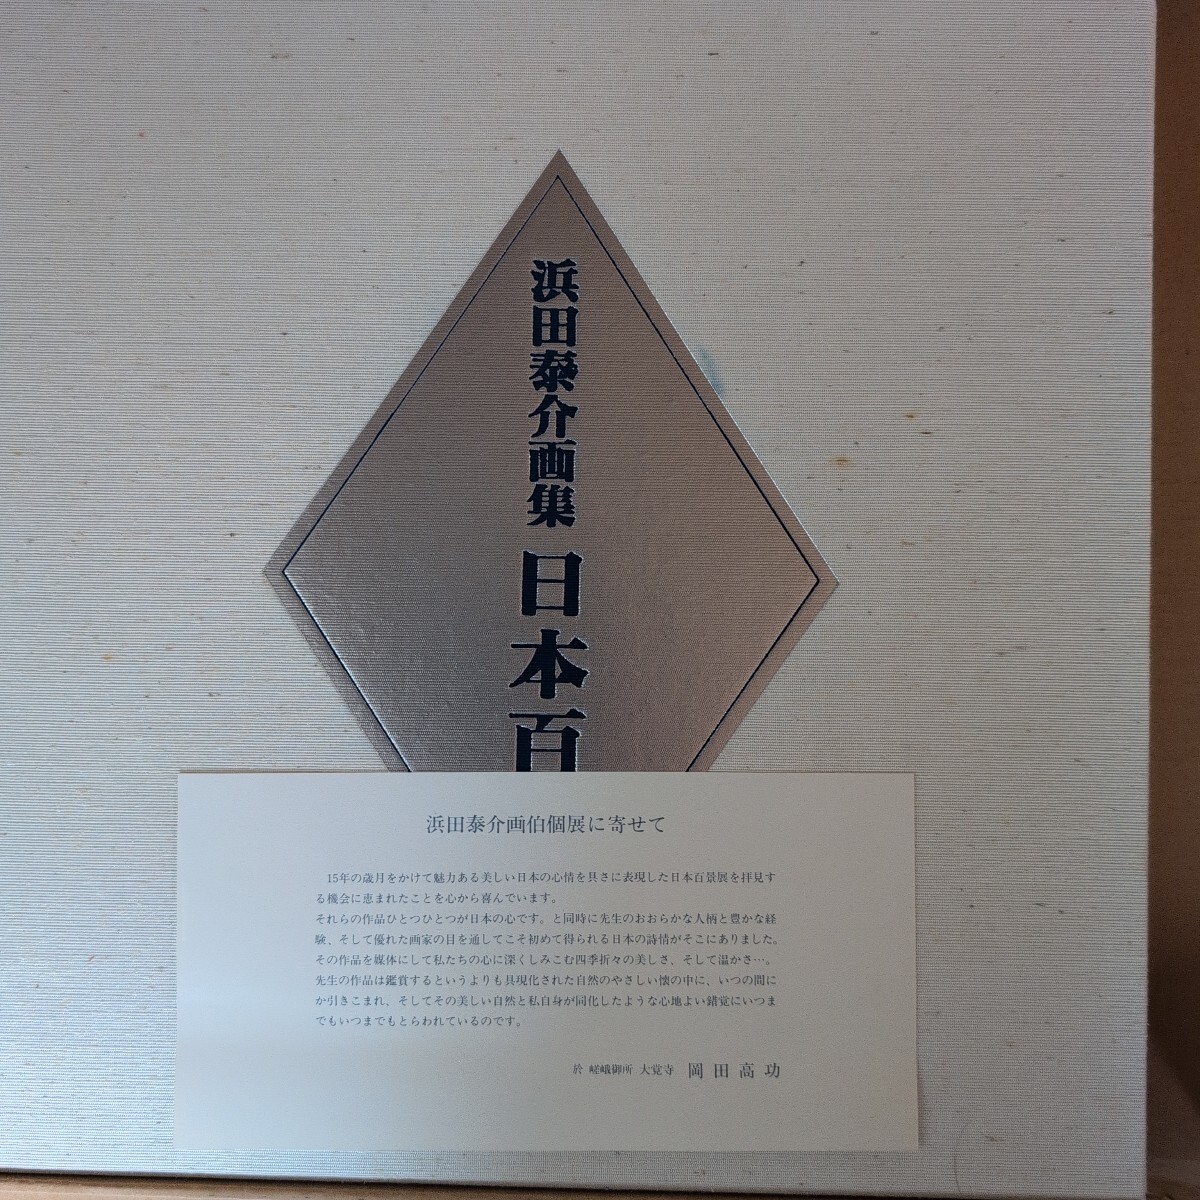 浜田泰介画集 日本百
浜田泰介画伯個展に寄せて
15年の歳月をかけて魅力ある美しい日本の心情を具さに表現した日本百景展を拝見す
る機会に恵まれたことを心から喜んでいます。
それらの作品ひとつひとつが日本の心です。と同時に先生のおおらかな人柄と豊かな経
験、そして優れた画家の目を通してこそ初めて得られる日本の詩情がそこにありました。
その作品を媒体にして私たちの心に深くしみこむ四季折々の美しさ、そして温かさ…。
先生の作品は鑑賞するというよりも具現化された自然のやさしい懐の中に、いつの間に
か引きこまれ、そしてその美しい自然と私自身が同化したような心地よい錯覚にいつま
でもいつまでもとらわれているのです。
於 嵯峨御所 大覚寺 岡田高功